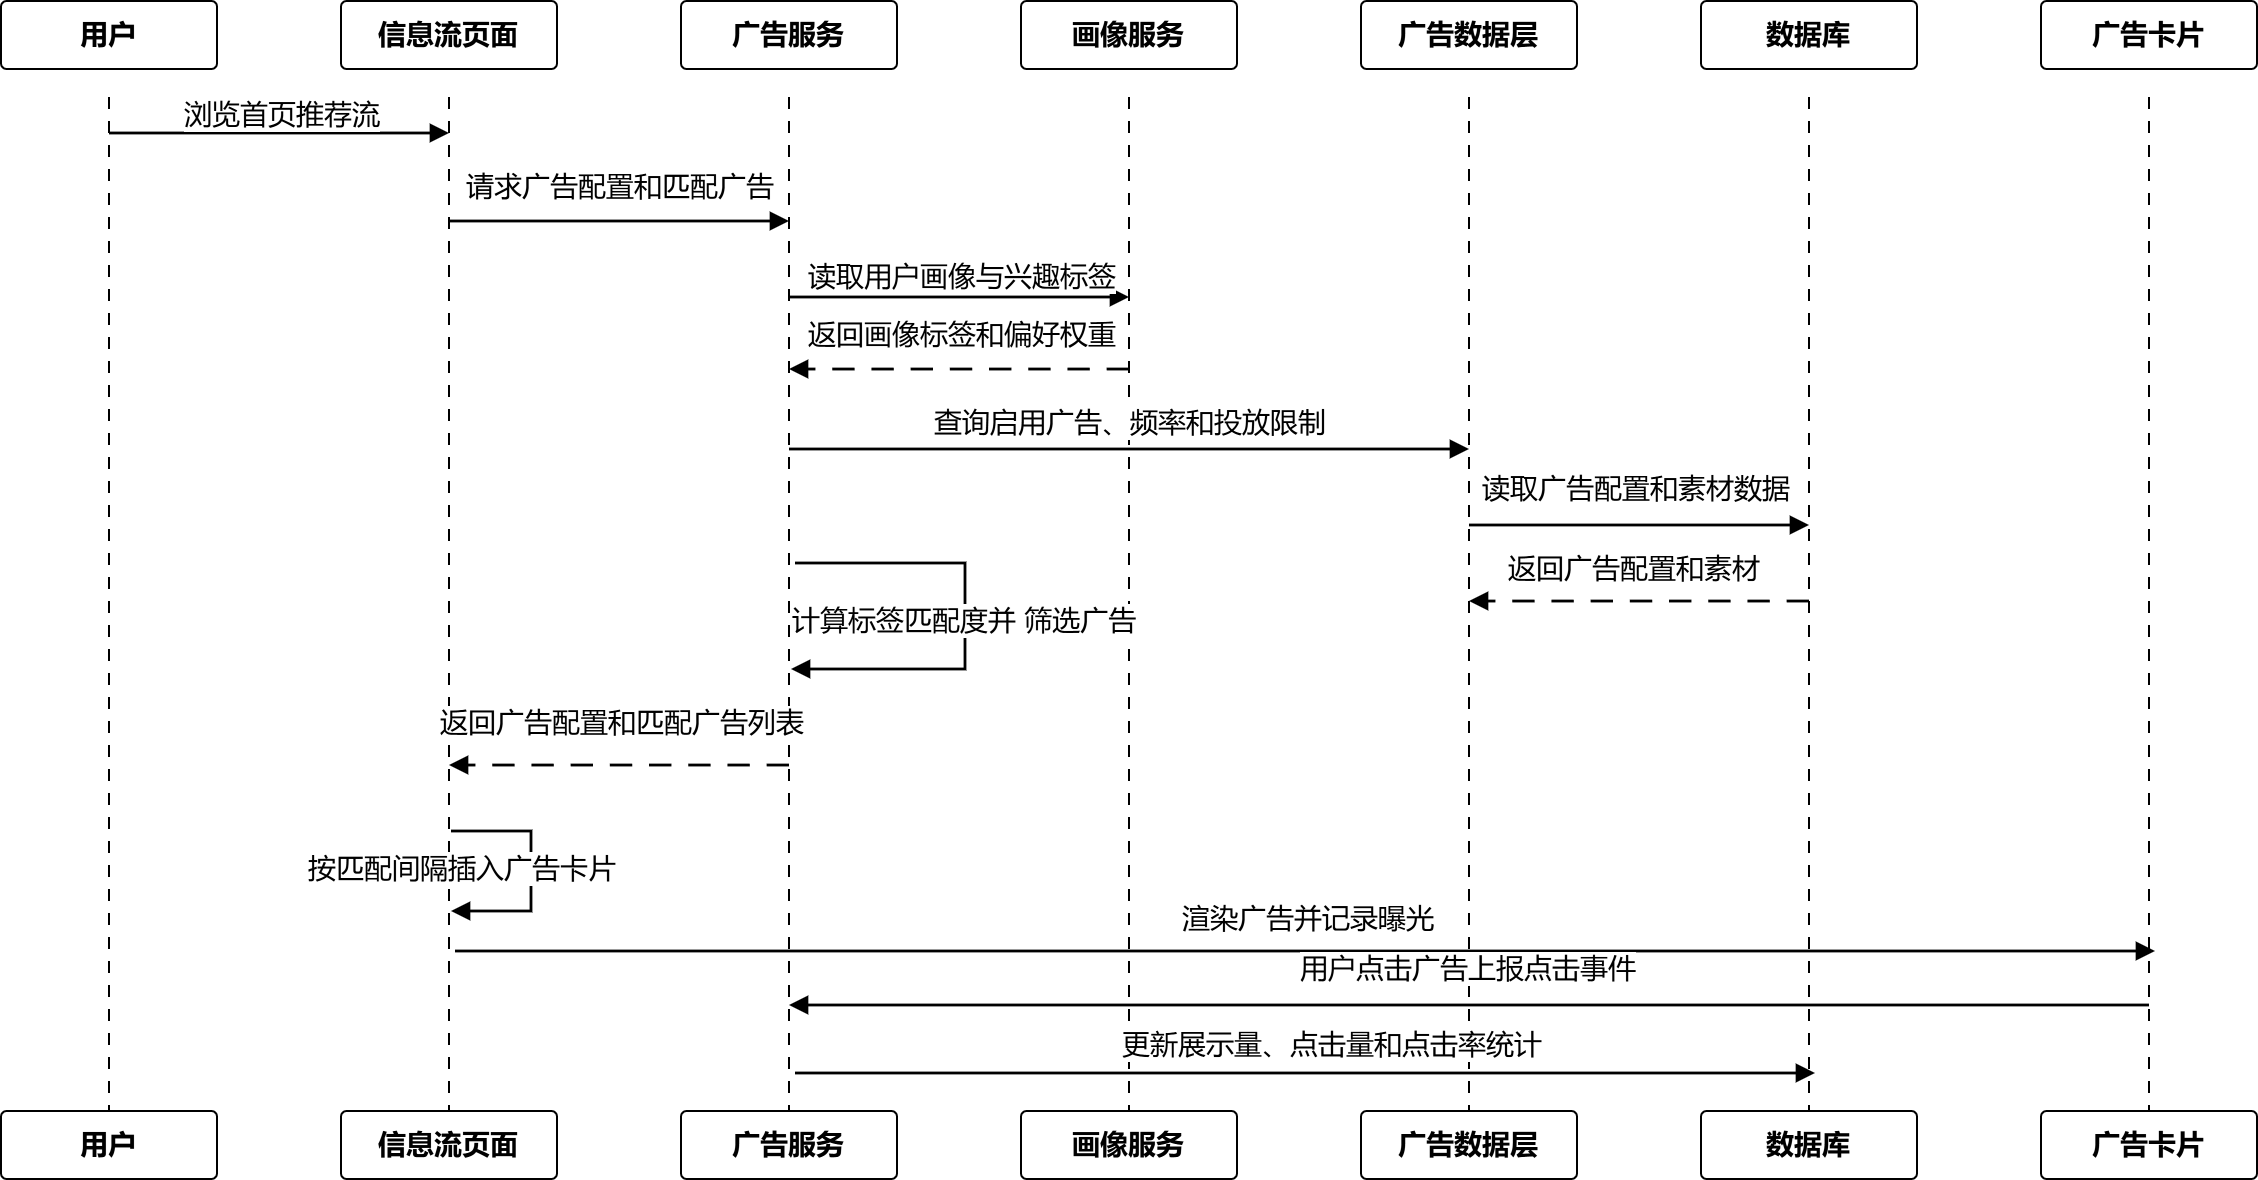 用户
信息流页面
广告服务
画像服务
广告数据层
数据库
广告卡片
浏览首页推荐流
请求广告配置和匹配广告
读取用户画像与兴趣标签
返回画像标签和偏好权重
查询启用广告、频率和投放限制
读取广告配置和素材数据
返回广告配置和素材
计算标签匹配度并 筛选广告
返回广告配置和匹配广告列表
按匹配间隔插入广告卡片
渲染广告并记录曝光
用户点击广告上报点击事件
更新展示量、点击量和点击率统计
用户
信息流页面
广告服务
画像服务
广告数据层
数据库
广告卡片